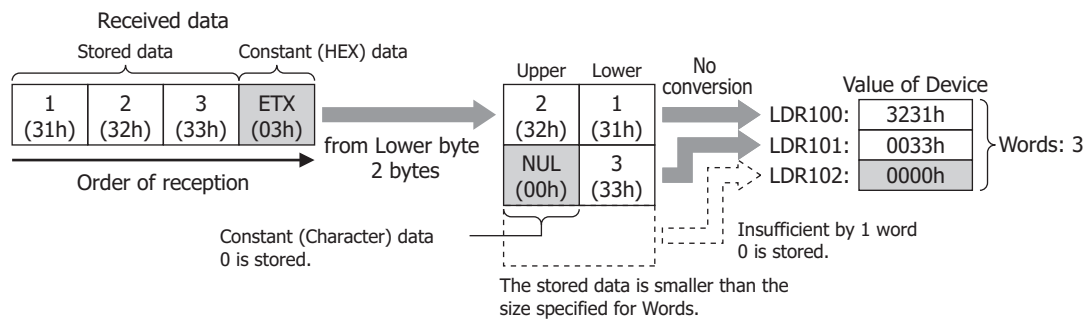 Received data
Stored data
Constant (HEX) data
1
(31h)
2
(32h)
3
(33h)
ETX
(03h)
Order of reception
from Lower byte
2 bytes
Upper
Lower
2
(32h)
1
(31h)
NUL
(00h)
3
(33h)
Constant (Character) data
0 is stored.
No
conversion
Value of Device
LDR100:
3231h
LDR101:
0033h
LDR102:
0000h
Words: 3
Insufficient by 1 word
0 is stored.
The stored data is smaller than the
size specified for Words.